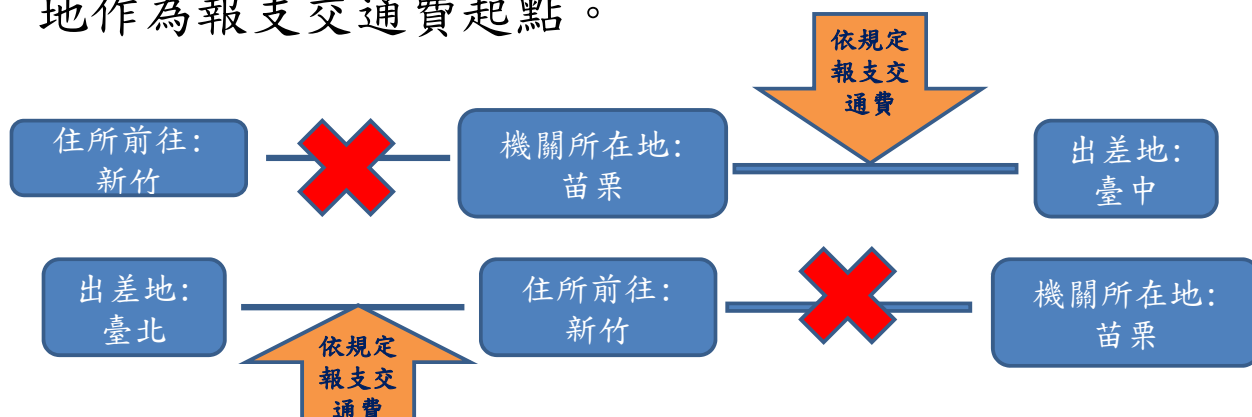 地作為報支交通費起點。
依規定
報支交
通費
住所前往:
新竹
機關所在地:
苗栗
出差地:
臺中
出差地:
臺北
住所前往:
新竹
機關所在地:
苗栗
依規定
報支交
通費